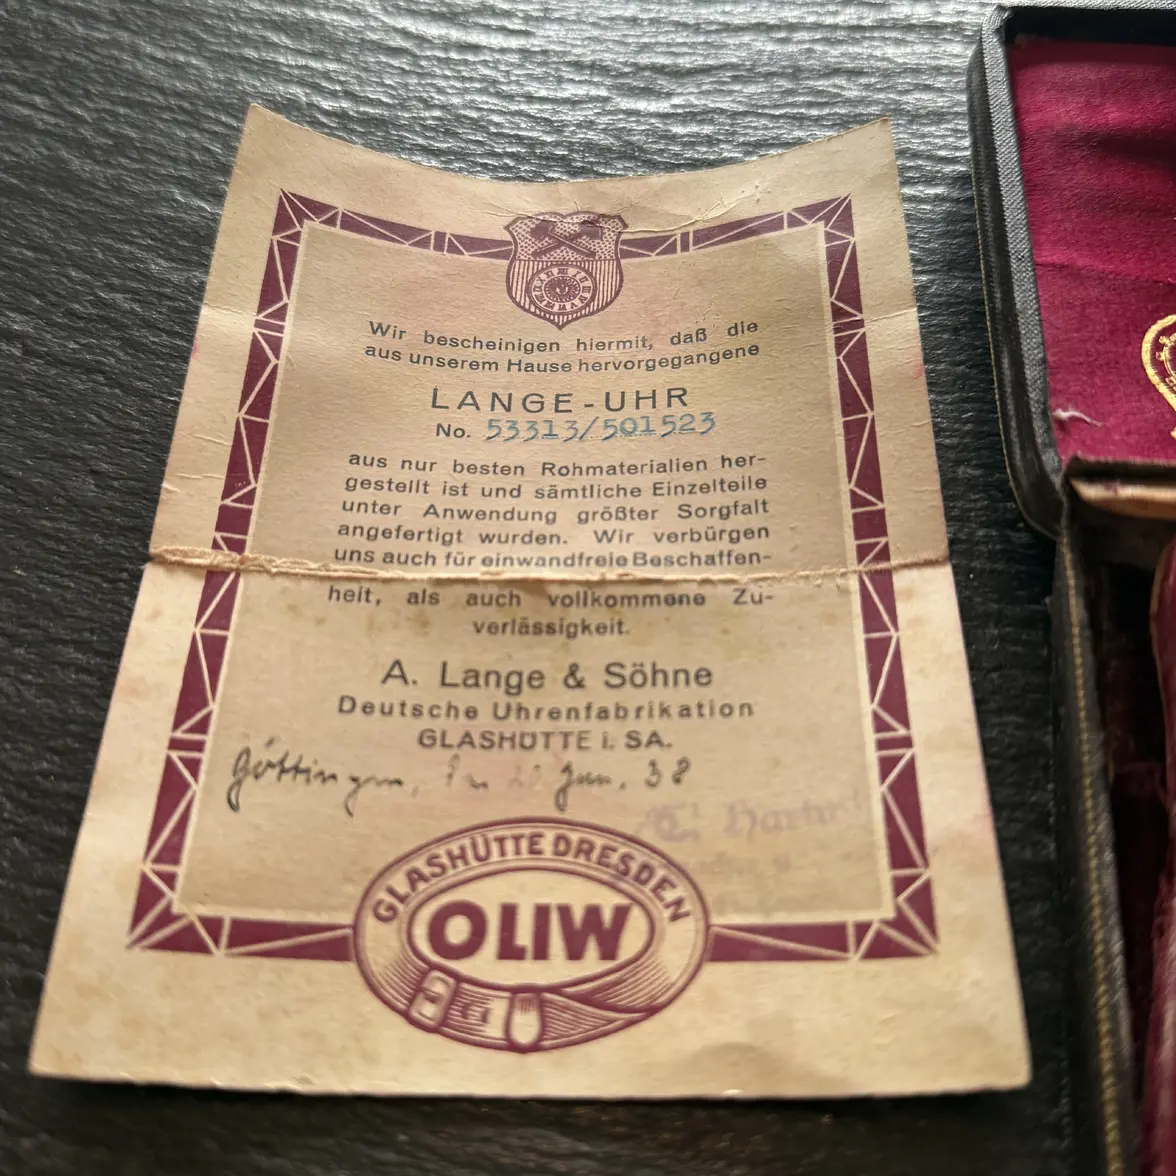 Wir bescheinigen hiermit, daß die
aus unserem Hause hervorgegangene
LANGE-UHR
No. 53313/501523
aus nur besten Rohmaterialien her-
gestellt ist und sämtliche Einzelteile
unter Anwendung größter Sorgfalt
angefertigt wurden. Wir verbürgen
uns auch für einwandfreie Beschaffen-
heit, als auch vollkommene Zu-
verlässigkeit.
A. Lange & Söhne
Deutsche Uhrenfabrikation
GLASHÜTTE i. SA.
Göttingen, Jun. 38
GLASHÜTTE DRESDEN
OLIW